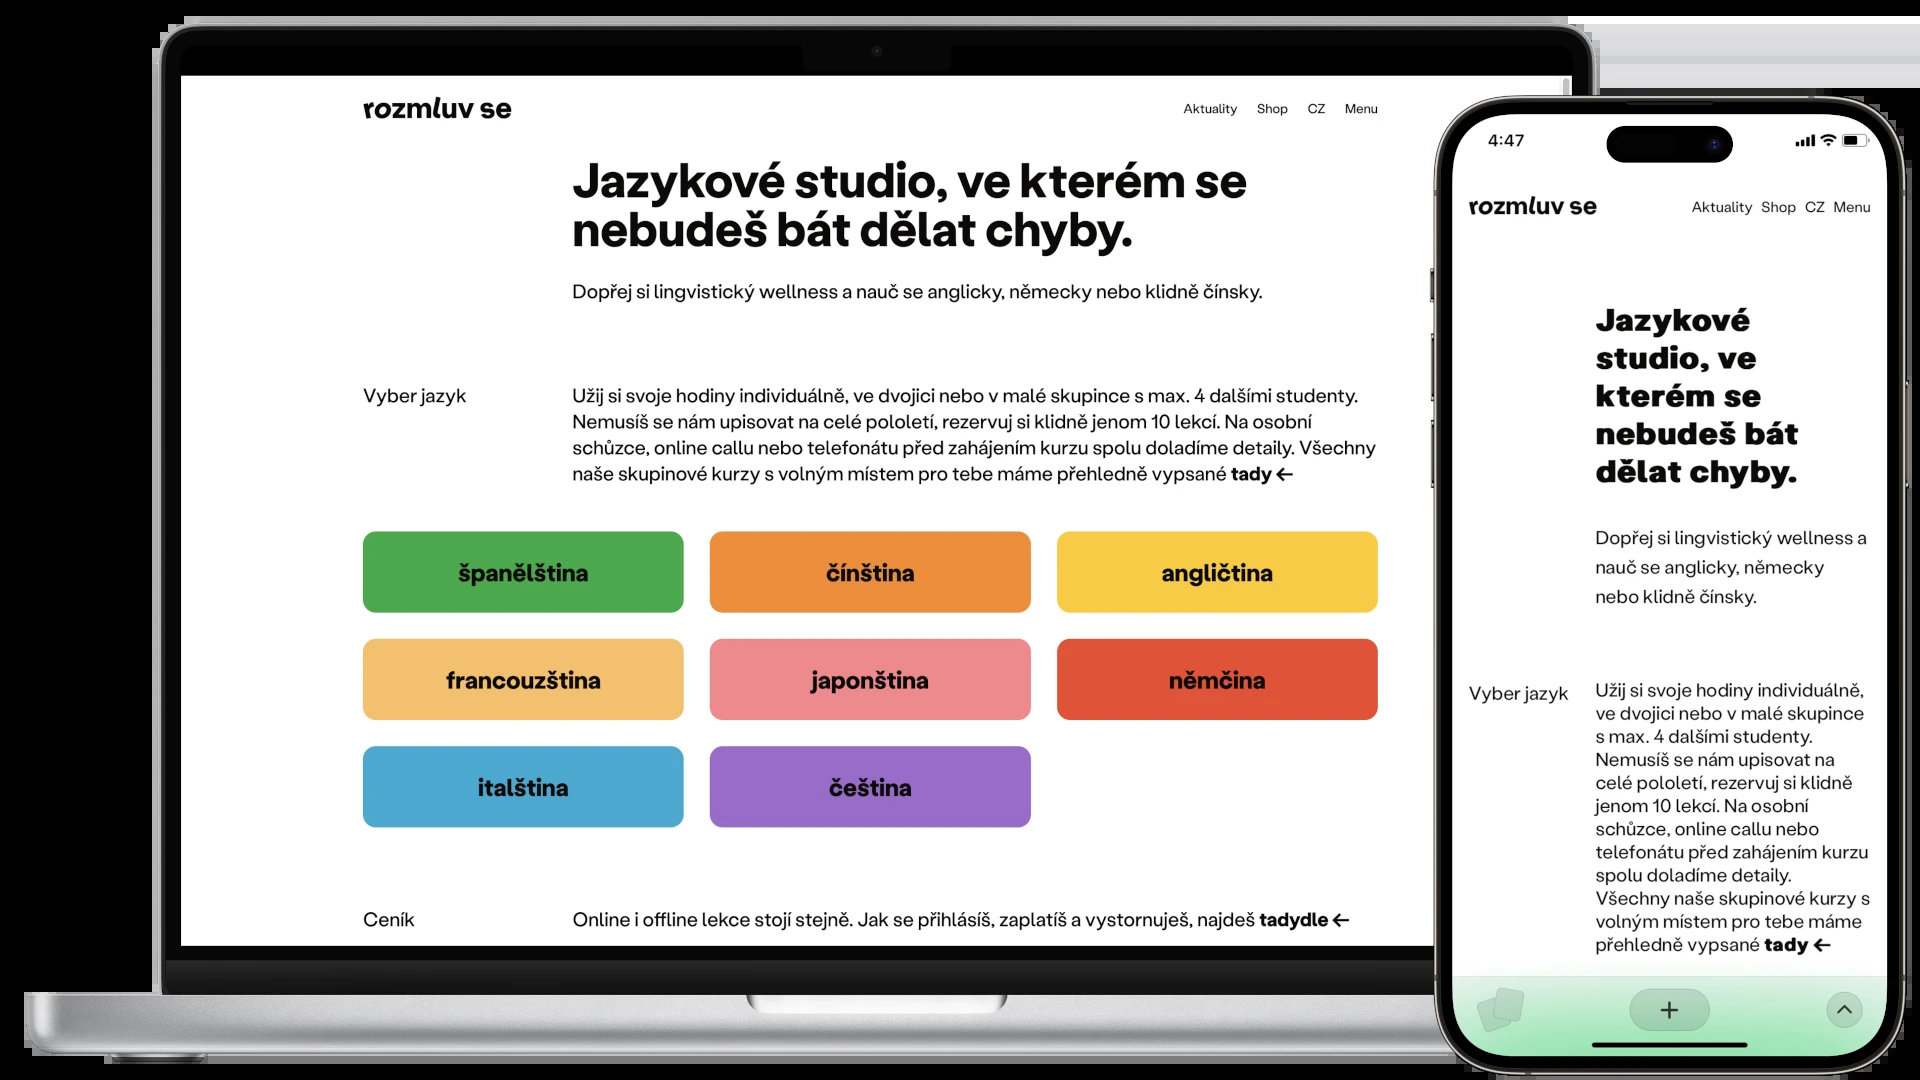 rozmluv se
Aktuality Shop CZ Menu
Jazykové studio, ve kterém se
nebudeš bát dělat chyby.
Dopřej si lingvistický wellness a nauč se anglicky, německy nebo klidně čínsky.
Vyber jazyk
Užij si svoje hodiny individuálně, ve dvojici nebo v malé skupince s max. 4 dalšími studenty.
Nemusíš se nám upisovat na celé pololetí, rezervuj si klidně jenom 10 lekcí. Na osobní
schůzce, online callu nebo telefonátu před zahájením kurzu spolu doladíme detaily. Všechny
naše skupinové kurzy s volným místem pro tebe máme přehledně vypsané tady ←
španělština
čínština
angličtina
francouzština
japonština
němčina
italština
čeština
Ceník
Online i offline lekce stojí stejně. Jak se přihlásíš, zaplatíš a vystornuješ, najdeš tadydle ←
4:47
rozmluv se
Aktuality Shop CZ Menu
Jazykové
studio, ve
kterém se
nebudeš bát
dělat chyby.
Dopřej si lingvistický wellness a
nauč se anglicky, německy
nebo klidně čínsky.
Vyber jazyk
Užij si svoje hodiny individuálně,
ve dvojici nebo v malé skupince
s max. 4 dalšími studenty.
Nemusíš se nám upisovat na
celé pololetí, rezervuj si klidně
jenom 10 lekcí. Na osobní
schůzce, online callu nebo
telefonátu před zahájením kurzu
spolu doladíme detaily.
Všechny naše skupinové kurzy s
volným místem pro tebe máme
přehledně vypsané tady ←